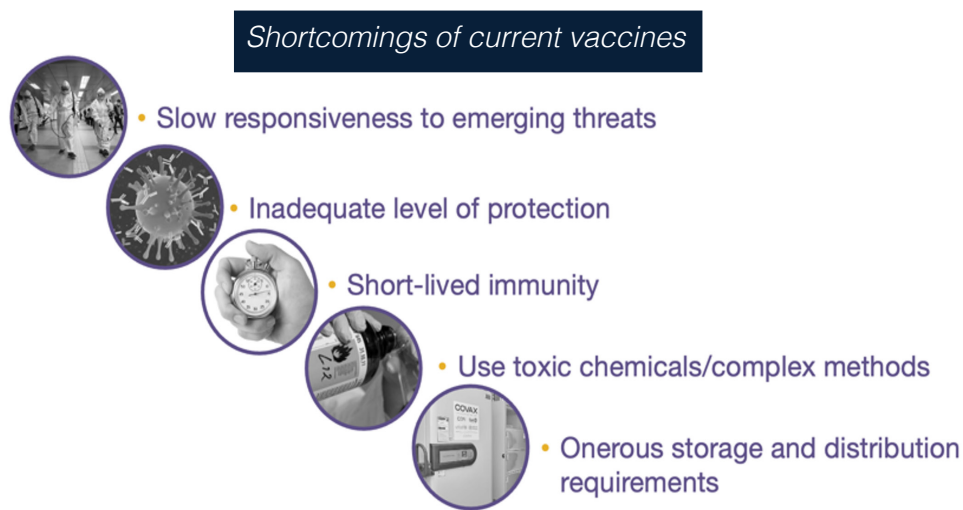 Shortcomings of current vaccines
• Slow responsiveness to emerging threats
• Inadequate level of protection
• Short-lived immunity
• Use toxic chemicals/complex methods
COVAX
• Onerous storage and distribution
requirements